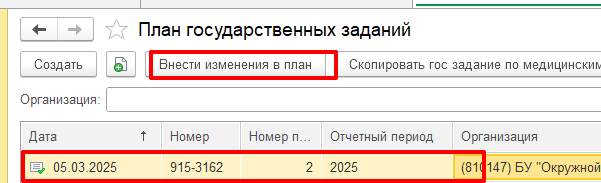 План государственных заданий
Создать Внести изменения в план Скопировать гос задание по медицинским
Организация:
Дата ↑ Номер Номер п... Отчетный период Организация
05.03.2025 915-3162 2 2025 (810147) БУ "Окружной